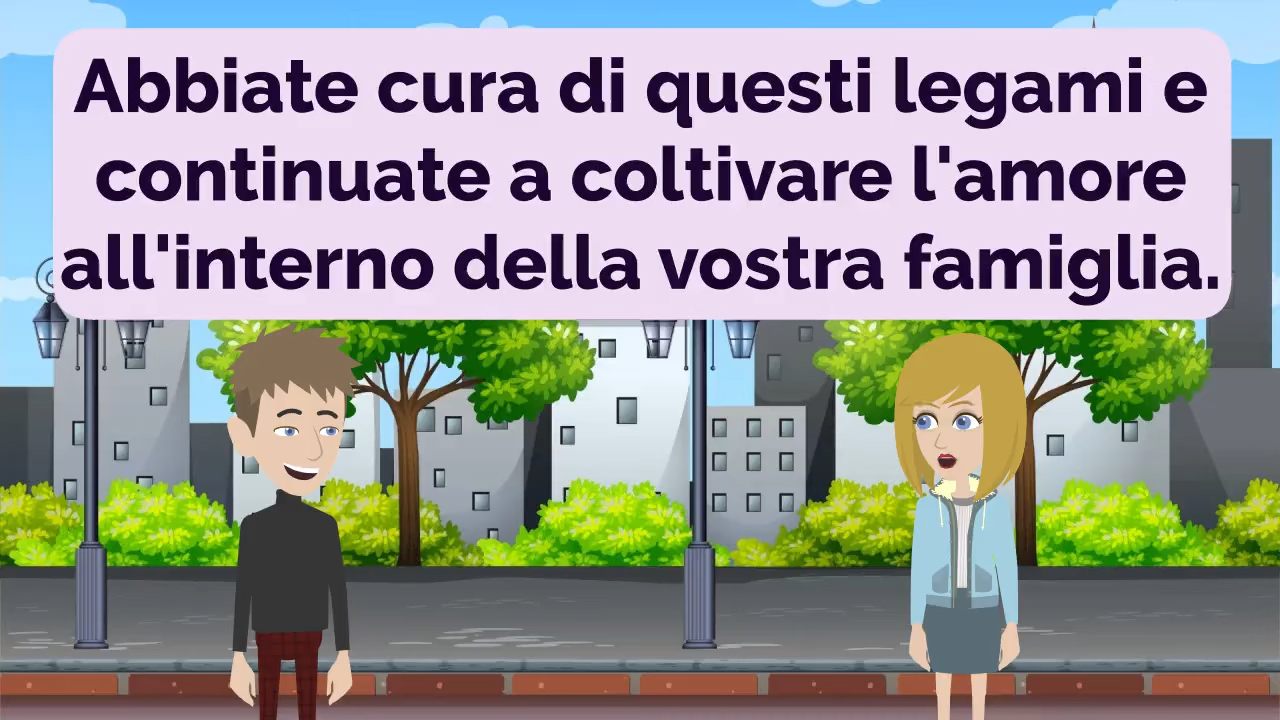 Abbiate cura di questi legami e
continuate a coltivare l'amore
all'interno della vostra famiglia.